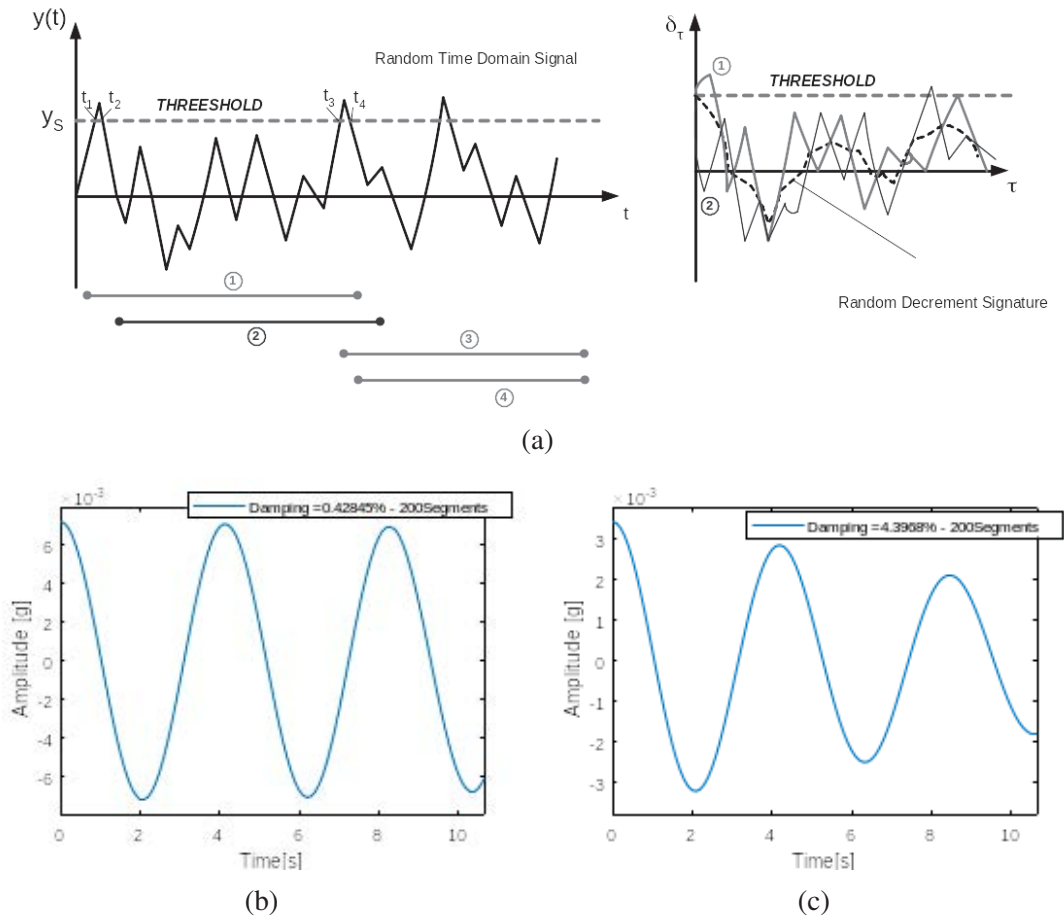 y(t)
Random Time Domain Signal
t1 t2
THREESHOLD
t3 t4
yS
t
1
2
3
4
δτ
1
THREESHOLD
τ
2
Random Decrement Signature
(a)
× 10-3
Damping =0.42845% - 200Segments
6
4
2
0
-2
-4
-6
Amplitude [g]
0 2 4 6 8 10
Time[s]
(b)
× 10-3
Damping =4.3968% - 200Segments
3
2
1
0
-1
-2
-3
Amplitude [g]
0 2 4 6 8 10
Time[s]
(c)